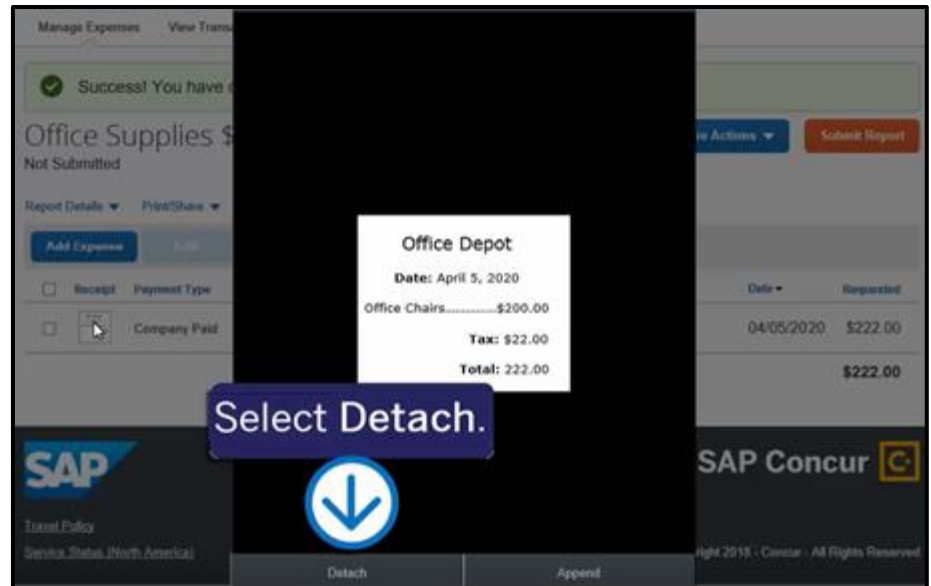 Manage Expenses View Trans
Success! You have
Office Supplies $
Actions
Submit Report
Not Submitted
Report Details Print/Share
Add Expense Edit
Receipt Payment Type Date Requested
Company Paid 04/05/2020 $222.00
$222.00
Office Depot
Date: April 5, 2020
Office Chairs............$200.00
Tax: $22.00
Total: 222.00
Select Detach.
SAP
SAP Concur C
Travel Policy
Service Status (North America)
right 2018 - Concur - All Rights Reserved
Detach Append